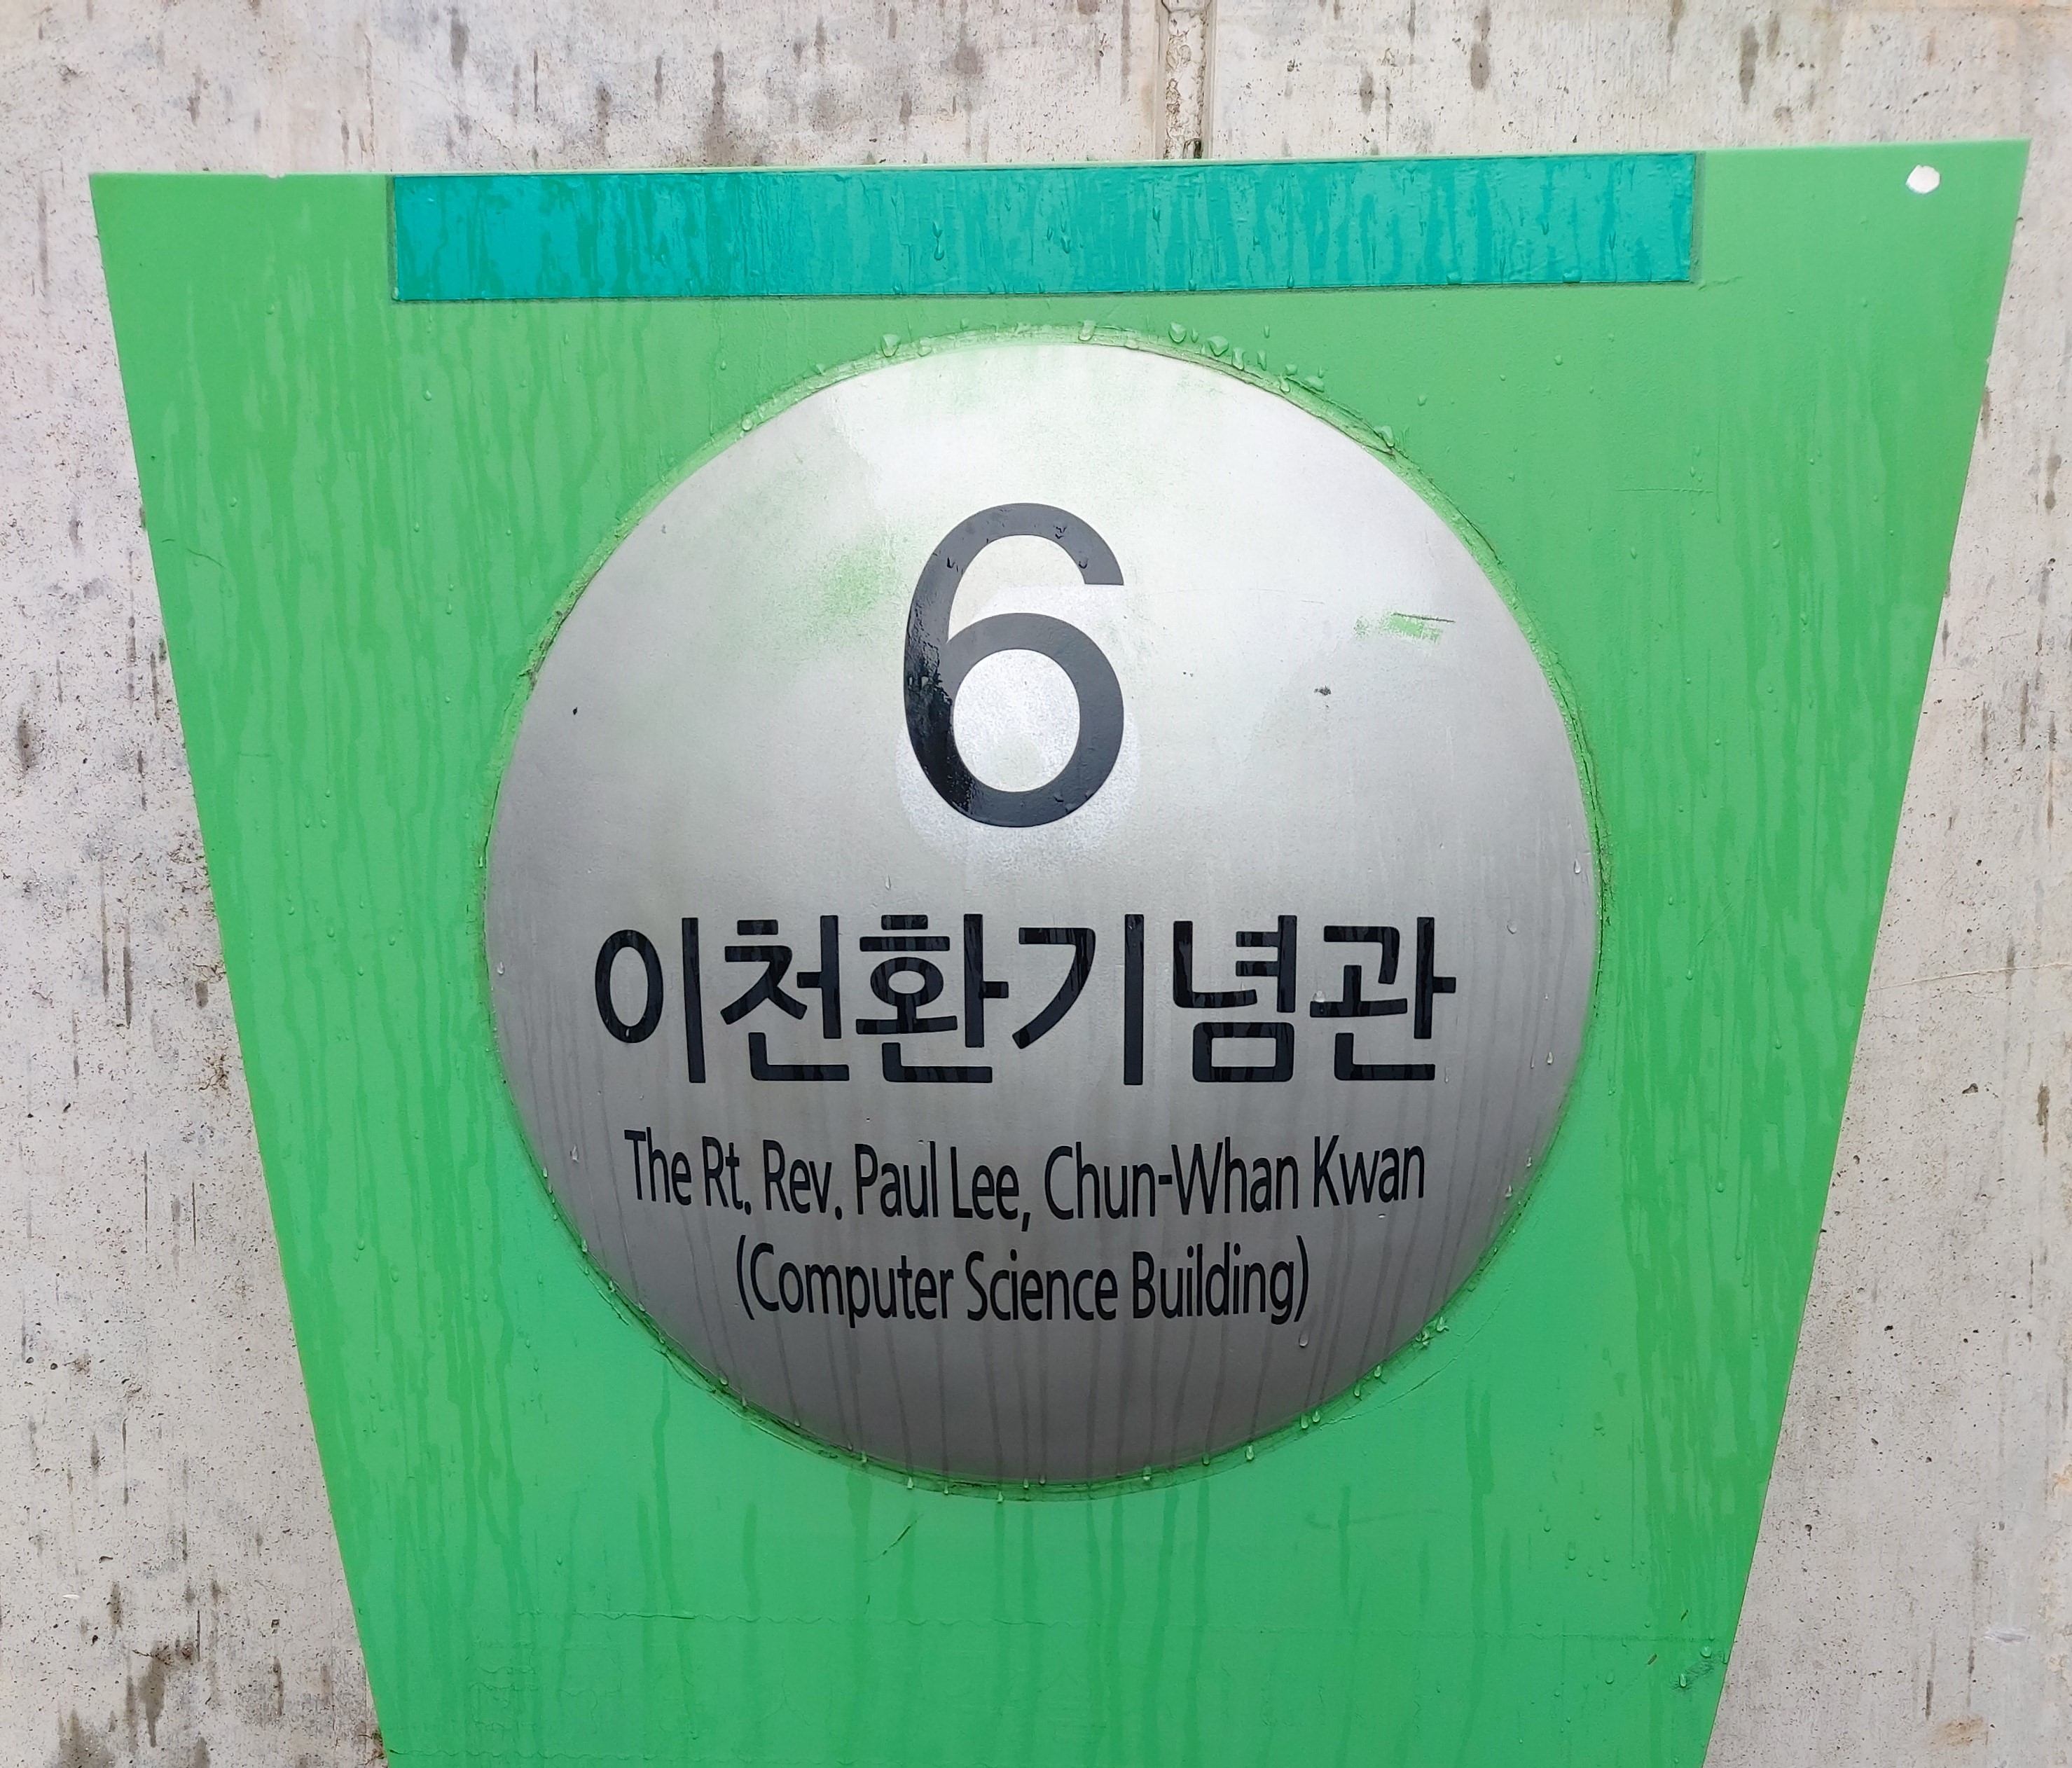 6
이천환기념관
The Rt. Rev. Paul Lee, Chun-Whan Kwan
(Computer Science Building)